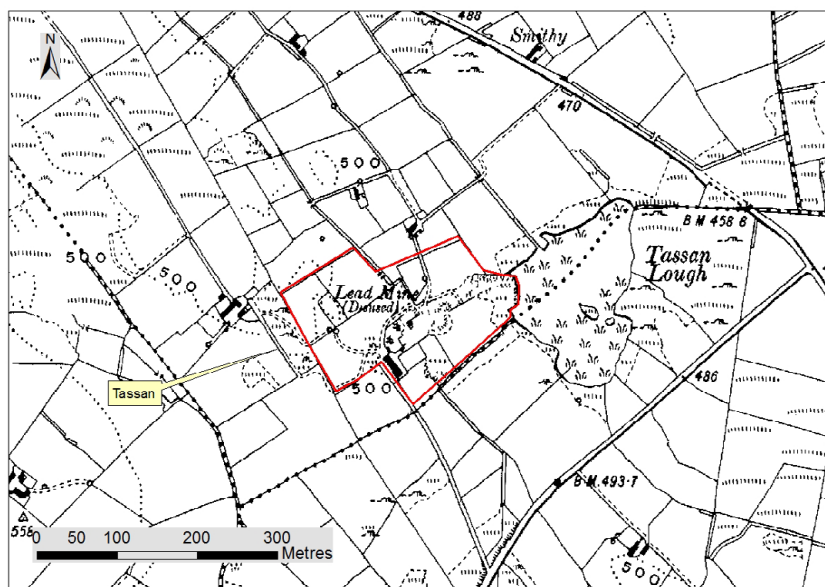 488
Smithy
N
470
500
B M 458·6
500
500
Tassan
Lough
Lead Mine
(Disused)
Tassan
500
486
B M. 493·7
558
500
0 50 100 200 300
Metres